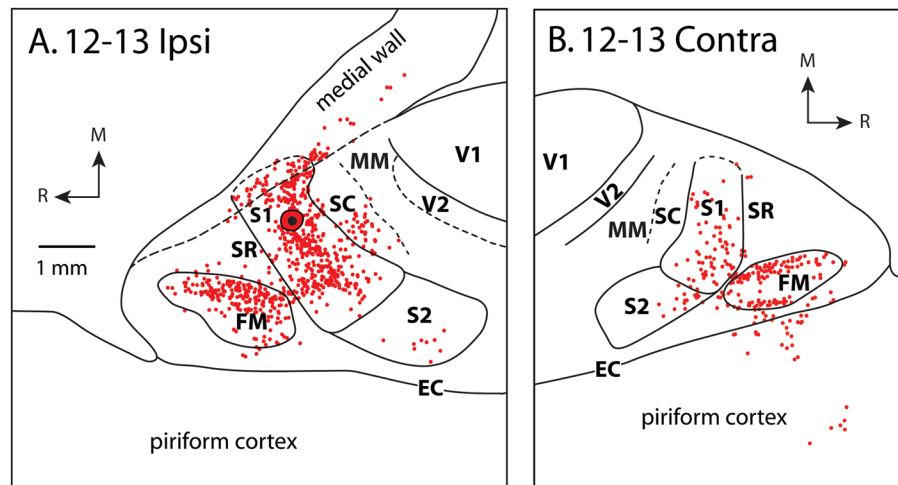 A. 12-13 Ipsi
medial wall
M
R
1 mm
MM
V1
V2
S1
SC
SR
FM
S2
EC
piriform cortex
B. 12-13 Contra
M
R
V1
V2
MM
SC
S1
SR
S2
FM
EC
piriform cortex